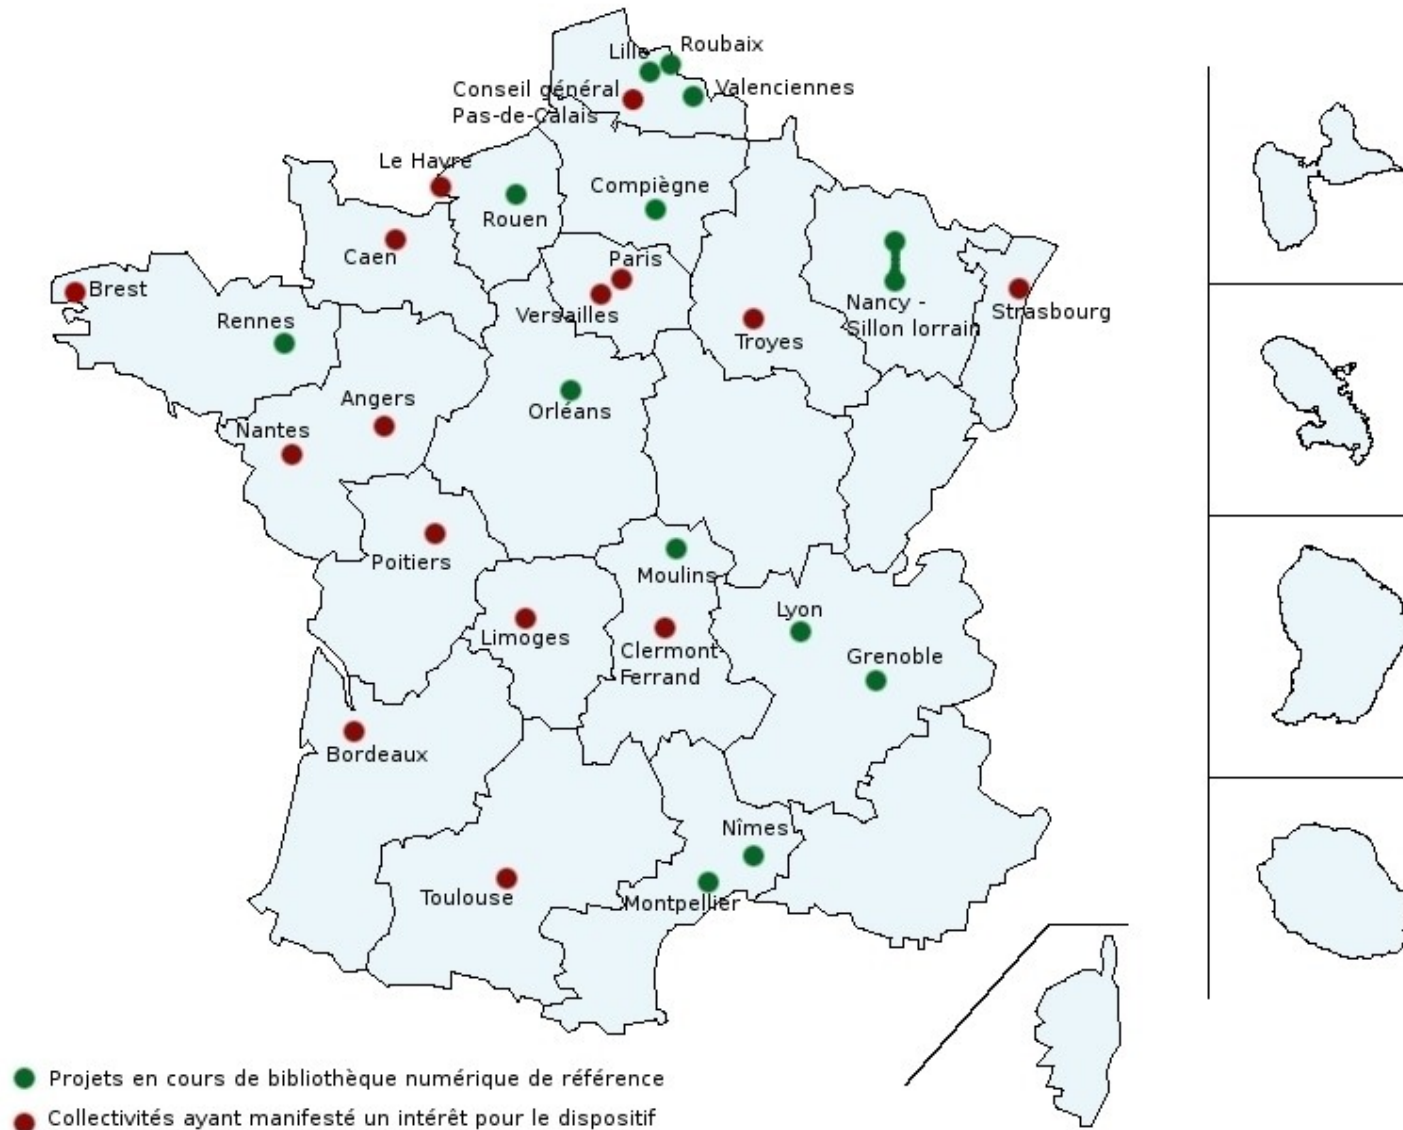 Roubaix
Lille
Conseil général
Pas-de-Calais
Valenciennes
Le Havre
Compiègne
Rouen
Caen
Paris
Versailles
Brest
Rennes
Nancy -
Sillon lorrain
Strasbourg
Troyes
Angers
Orléans
Nantes
Poitiers
Moulins
Lyon
Limoges
Clermont
Ferrand
Grenoble
Bordeaux
Nîmes
Toulouse
Montpellier
Projets en cours de bibliothèque numérique de référence
Collectivités ayant manifesté un intérêt pour le dispositif